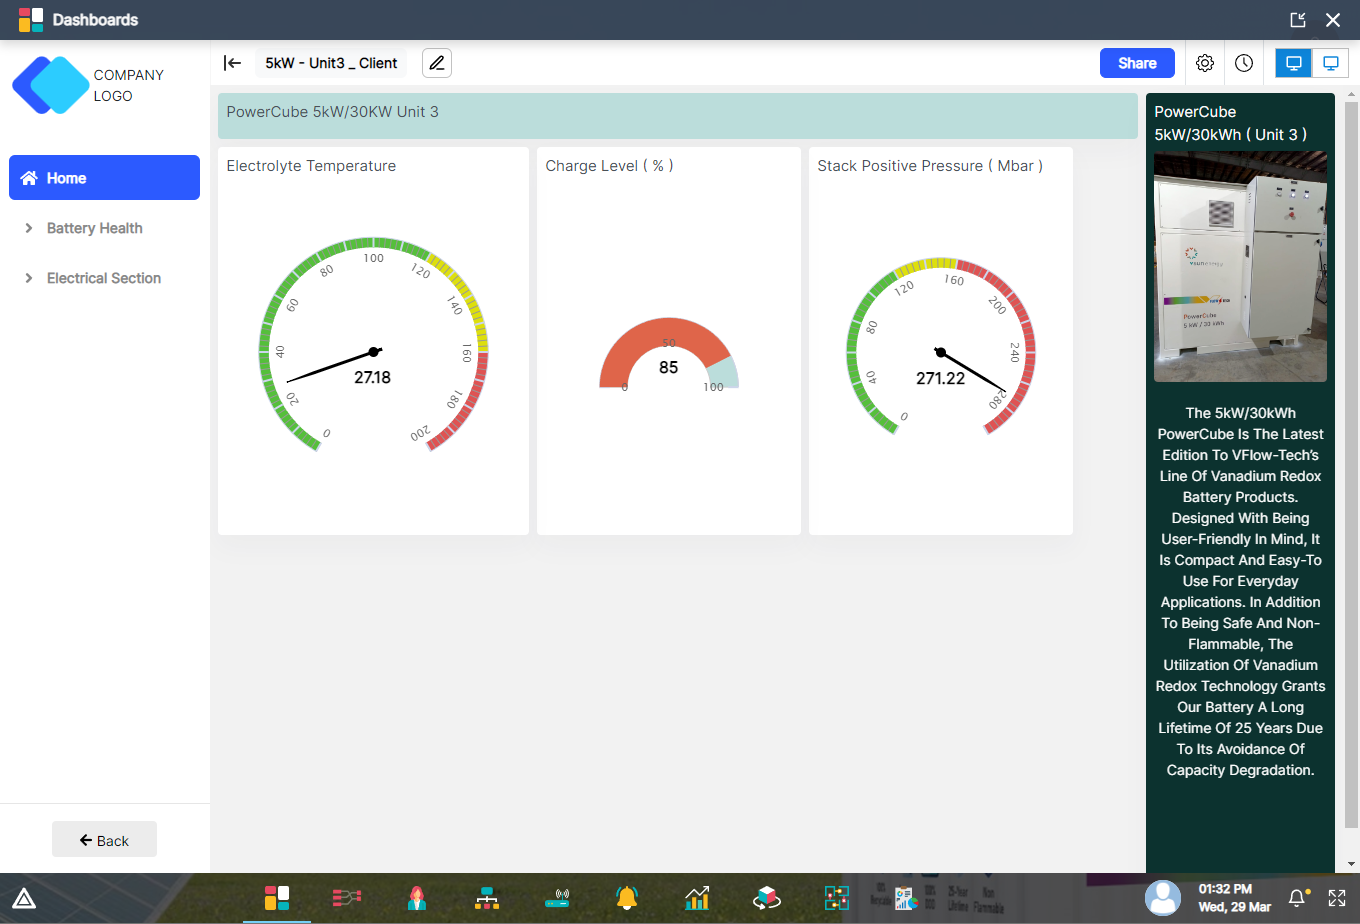 Dashboards
COMPANY
LOGO
5kW - Unit3 _ Client
Share
Home
Battery Health
Electrical Section
Back
PowerCube 5kW/30KW Unit 3
Electrolyte Temperature
0
20
40
60
80
100
120
140
160
180
200
27.18
Charge Level ( % )
0
50
100
85
Stack Positive Pressure ( Mbar )
0
40
80
120
160
200
240
280
271.22
PowerCube
5kW/30kWh ( Unit 3 )
PowerCube
5 kW / 30 kWh
The 5kW/30kWh
PowerCube Is The Latest
Edition To VFlow-Tech's
Line Of Vanadium Redox
Battery Products.
Designed With Being
User-Friendly In Mind, It
Is Compact And Easy-To
Use For Everyday
Applications. In Addition
To Being Safe And Non-
Flammable, The
Utilization Of Vanadium
Redox Technology Grants
Our Battery A Long
Lifetime Of 25 Years Due
To Its Avoidance Of
Capacity Degradation.
01:32 PM
Wed, 29 Mar